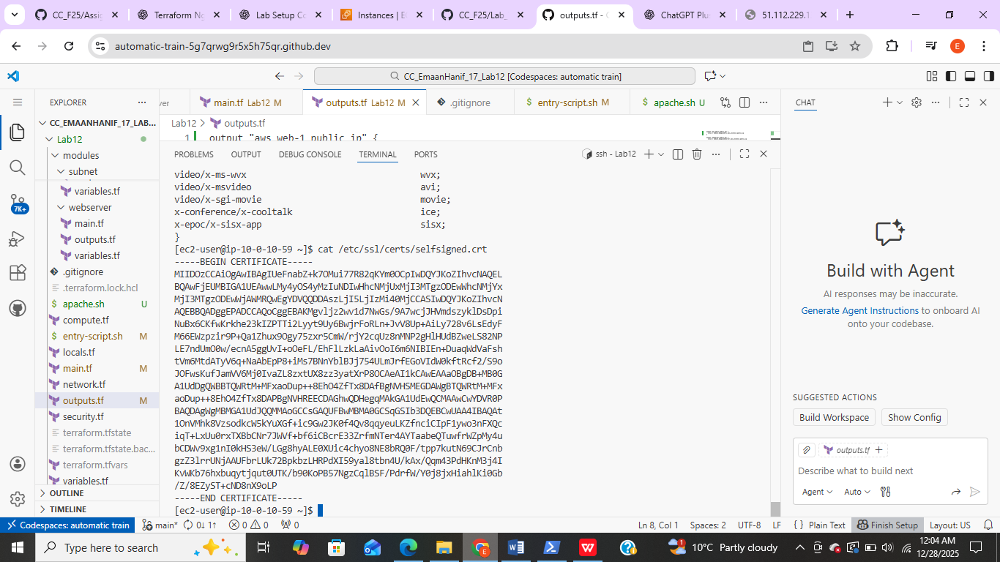 CC_F25/Assig
Terraform Ng
Lab Setup Co
Instances | E
CC_F25/Lab_
outputs.tf - C
ChatGPT Plu
51.112.229.1
automatic-train-5g7qrwg9r5x5h75qr.github.dev
E
CC_EmaanHanif_17_Lab12 [Codespaces: automatic train]
EXPLORER
main.tf Lab12 M
outputs.tf Lab12 M
.gitignore
entry-script.sh M
apache.sh U
CHAT
CC_EMAANHANIF_17_LAB...
Lab12 > outputs.tf
Lab12
1 output "aws_web-1_public_ip" {
modules
subnet
variables.tf
webserver
main.tf
outputs.tf
variables.tf
.gitignore
.terraform.lock.hcl
apache.sh U
compute.tf
entry-script.sh M
locals.tf
main.tf M
network.tf
outputs.tf M
security.tf
terraform.tfstate
terraform.tfstate.bac...
terraform.tfvars
variables.tf
OUTLINE
TIMELINE
7K+
PROBLEMS OUTPUT DEBUG CONSOLE TERMINAL PORTS
ssh - Lab12
video/x-ms-wvx wvx;
video/x-msvideo avi;
video/x-sgi-movie movie;
x-conference/x-cooltalk ice;
x-epoc/x-sisx-app sisx;
}
[ec2-user@ip-10-0-10-59 ~]$ cat /etc/ssl/certs/selfsigned.crt
-----BEGIN CERTIFICATE-----
MIIDOzCCAiOgAwIBAgIUeFnabZ+k7OMui77R82qKYm0OCpIwDQYJKoZIhvcNAQEL
BQAwFjEUMBIGA1UEAwwLMy4yOS4yMzIuNDIwHhcNMjUxMjI3MTgzODEwWhcNMjYx
MjI3MTgzODEwWjAWMRQwEgYDVQQDDAszLjI5LjIzMi40MjCCASIwDQYJKoZIhvcN
AQEBBQADggEPADCCAQoCggEBAKMgvljz2wv1d7NwGs/9A7wcjJHVmdszyklDsDpi
NuBx6CKfwKrkhe23kIZPTTi2Lyyt9Uy6BwjrFoRLn+JvV8Up+AiLy728v6LsEdyF
M66EWzpzir9P+Qa1Zhux9Ogy75zxr5CmW/rjY2cqUz8nMNP2gHlHUdBZweLS82NP
LE7ndUmO0w/ecnA5ggUvI+oOeFL/EhFlLzkLaAivOoI6m6NIBIEn+DuaqWdVaFsh
tVm6MtdATyV6q+NaAbEpP8+iMs7BNnYblBJj754ULmJrfEGoVIdW0kftRcf2/S9o
JOFwsKufJamVV6Mj0IvaZL8zxtUX8zz3yatXrP8OCAeAI1kCAwEAAaOBgDB+MB0G
A1UdDgQWBBTQWRtM+MFxaoDup++8EhO4ZfTx8DAfBgNVHSMEGDAWgBTQWRtM+MFx
aoDup++8EhO4ZfTx8DAPBgNVHREECDAGhwQDHegqMAkGA1UdEwQCMAAwCwYDVR0P
BAQDAgWgMBMGA1UdJQQMMAoGCCsGAQUFBwMBMA0GCSqGSIb3DQEBCwUAA4IBAQAt
1OnVMhk8VzsodkcW5kYuXGf+ic9Gw2JK0f4Qv8qqyeuLKZfnciCIpF1ywo3nFXQc
iqT+LxUu0rxTXBbCNr7JWVf+bf6iCBcrE33ZrfmNTer4AYTaabeQTuwfrWZpMy4u
bCDWv9xg1nI0kHS3eW/LGg8hyALE0XUic4chyo8NE8bRQ0F/tpp7kutN69CJrCnb
gzZ3lrrUNjAAUFbrLUk72BpkbzLHRPdXI59yal8tbn4U/kAx/Qqm43PdHKnM3j4I
KvWKb76hxbuqytjqut0UTK/b90KoPB57NgzCqlBSF/PdrfW/Y0j8jxHiahlKi0Gb
/Z/8EZyST+cND8nX9oLP
-----END CERTIFICATE-----
[ec2-user@ip-10-0-10-59 ~]$
Build with Agent
AI responses may be inaccurate.
Generate Agent Instructions to onboard AI
onto your codebase.
SUGGESTED ACTIONS
Build Workspace Show Config
outputs.tf
Describe what to build next
Agent Auto
Codespaces: automatic train main* 0↓ 1↑ 0 0 0 Ln 8, Col 1 Spaces: 2 UTF-8 LF { } Plain Text Finish Setup Layout: US
Type here to search
10°C Partly cloudy
12:04 AM
12/28/2025